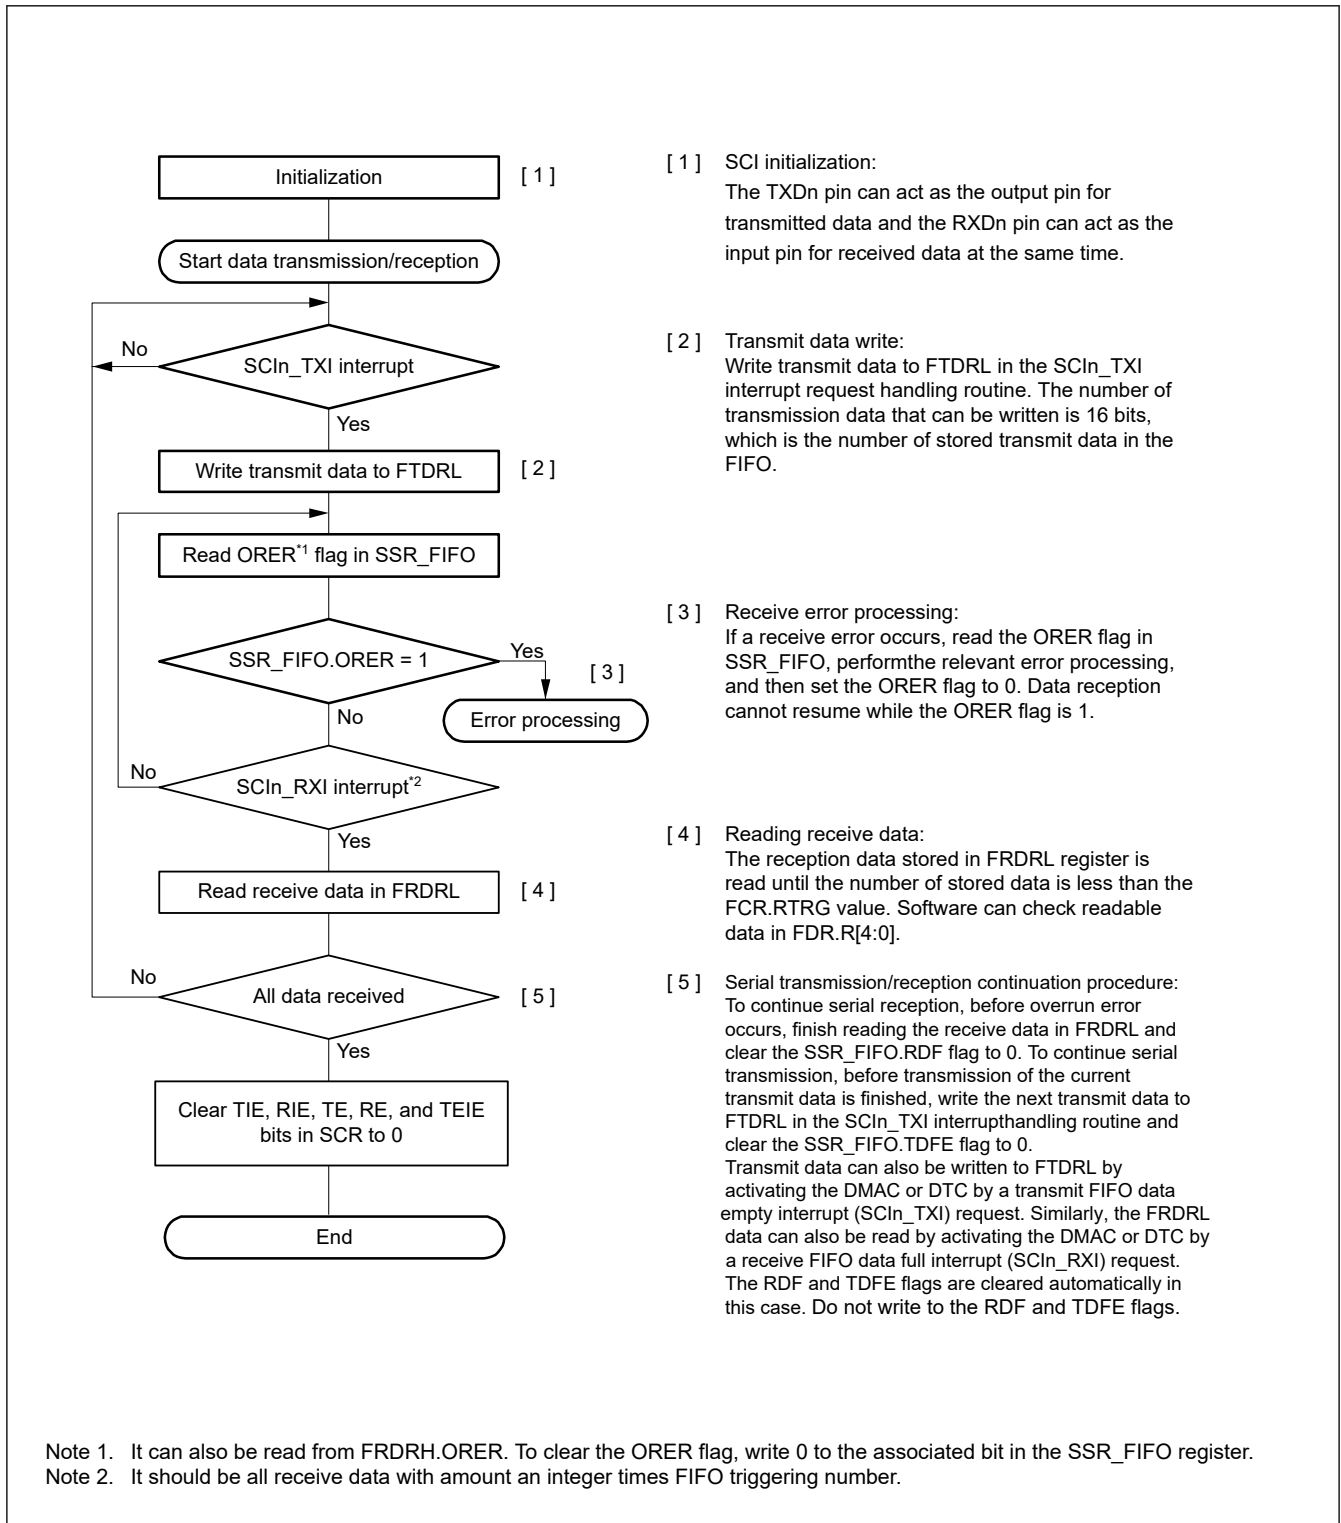 Initialization
[ 1 ]
Start data transmission/reception
No
SCIn_TXI interrupt
Yes
Write transmit data to FTDRL
[ 2 ]
Read ORER*1 flag in SSR_FIFO
SSR_FIFO.ORER = 1
Yes
[ 3 ]
Error processing
No
No
SCIn_RXI interrupt*2
Yes
Read receive data in FRDRL
[ 4 ]
No
All data received
[ 5 ]
Yes
Clear TIE, RIE, TE, RE, and TEIE
bits in SCR to 0
End
[ 1 ] SCI initialization:
The TXDn pin can act as the output pin for
transmitted data and the RXDn pin can act as the
input pin for received data at the same time.
[ 2 ] Transmit data write:
Write transmit data to FTDRL in the SCIn_TXI
interrupt request handling routine. The number of
transmission data that can be written is 16 bits,
which is the number of stored transmit data in the
FIFO.
[ 3 ] Receive error processing:
If a receive error occurs, read the ORER flag in
SSR_FIFO, performthe relevant error processing,
and then set the ORER flag to 0. Data reception
cannot resume while the ORER flag is 1.
[ 4 ] Reading receive data:
The reception data stored in FRDRL register is
read until the number of stored data is less than the
FCR.RTRG value. Software can check readable
data in FDR.R[4:0].
[ 5 ] Serial transmission/reception continuation procedure:
To continue serial reception, before overrun error
occurs, finish reading the receive data in FRDRL and
clear the SSR_FIFO.RDF flag to 0. To continue serial
transmission, before transmission of the current
transmit data is finished, write the next transmit data to
FTDRL in the SCIn_TXI interrupthandling routine and
clear the SSR_FIFO.TDFE flag to 0.
Transmit data can also be written to FTDRL by
activating the DMAC or DTC by a transmit FIFO data
empty interrupt (SCIn_TXI) request. Similarly, the FRDRL
data can also be read by activating the DMAC or DTC by
a receive FIFO data full interrupt (SCIn_RXI) request.
The RDF and TDFE flags are cleared automatically in
this case. Do not write to the RDF and TDFE flags.
Note 1. It can also be read from FRDRH.ORER. To clear the ORER flag, write 0 to the associated bit in the SSR_FIFO register.
Note 2. It should be all receive data with amount an integer times FIFO triggering number.